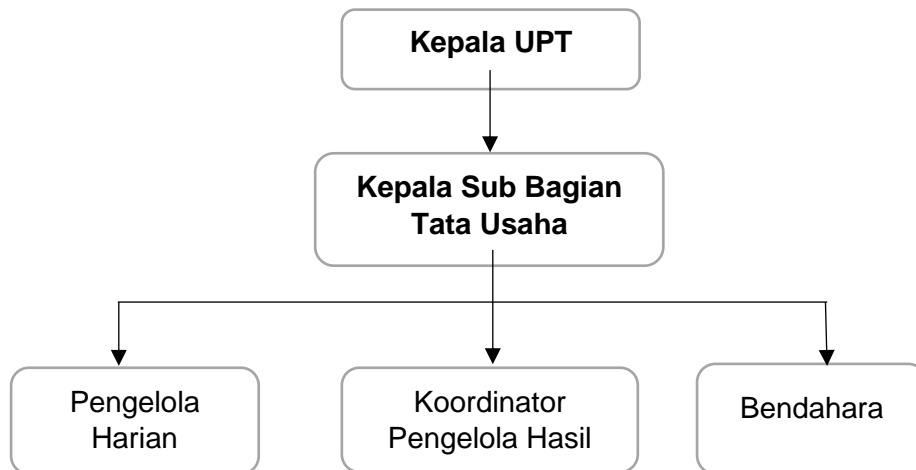 Kepala UPT
Kepala Sub Bagian
Tata Usaha
Pengelola
Harian
Koordinator
Pengelola Hasil
Bendahara